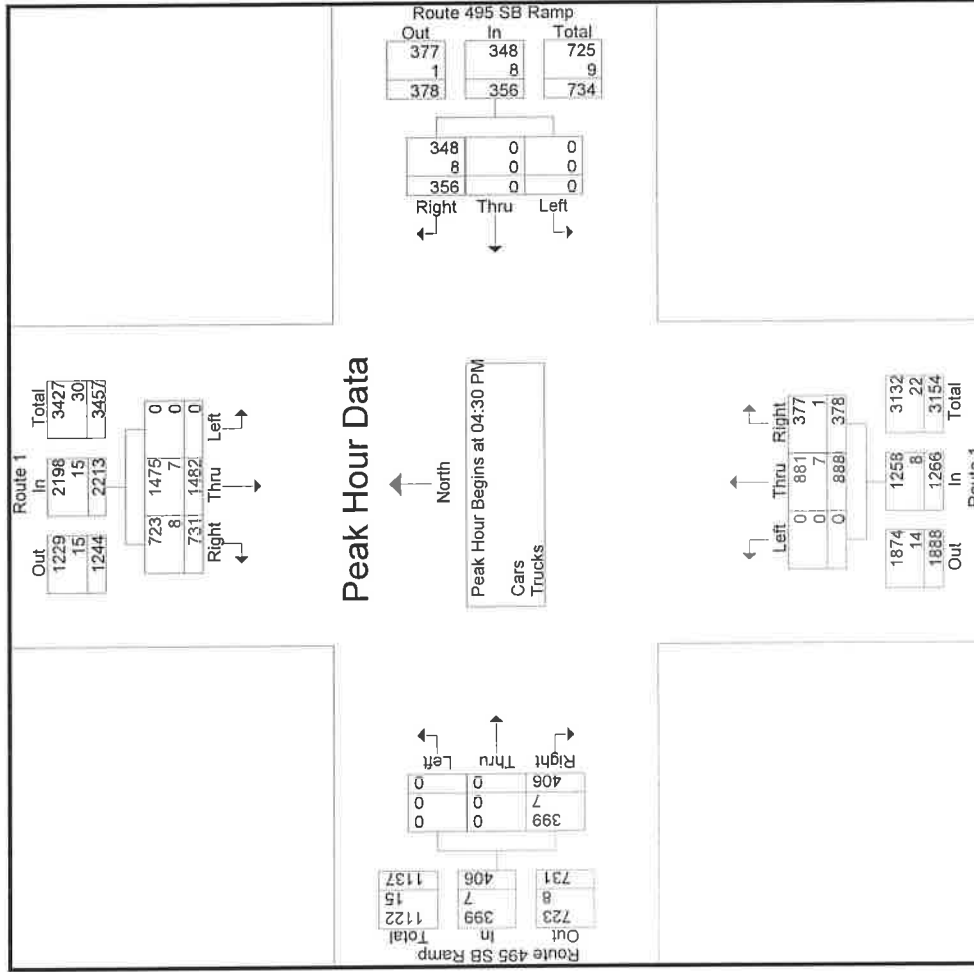 Route 495 SB Ramp
Out In Total
377 348 725
1 8 9
378 356 734
348 0 0
8 0 0
356 0 0
Right Thru Left
Route 1
Out In Total
1229 2198 3427
15 15 30
1244 2213 3457
723 1475 0
8 7 0
731 1482 0
Right Thru Left
Peak Hour Data
North
Peak Hour Begins at 04:30 PM
Cars
Trucks
Left Thru Right
0 881 377
0 7 1
0 888 378
1874 1258 3132
14 8 22
1888 1266 3154
Out In Total
Route 1
Route 495 SB Ramp
Out In Total
723 399 1122
8 7 15
731 406 1137
399 0 0
7 0 0
406 0 0
Right Thru Left